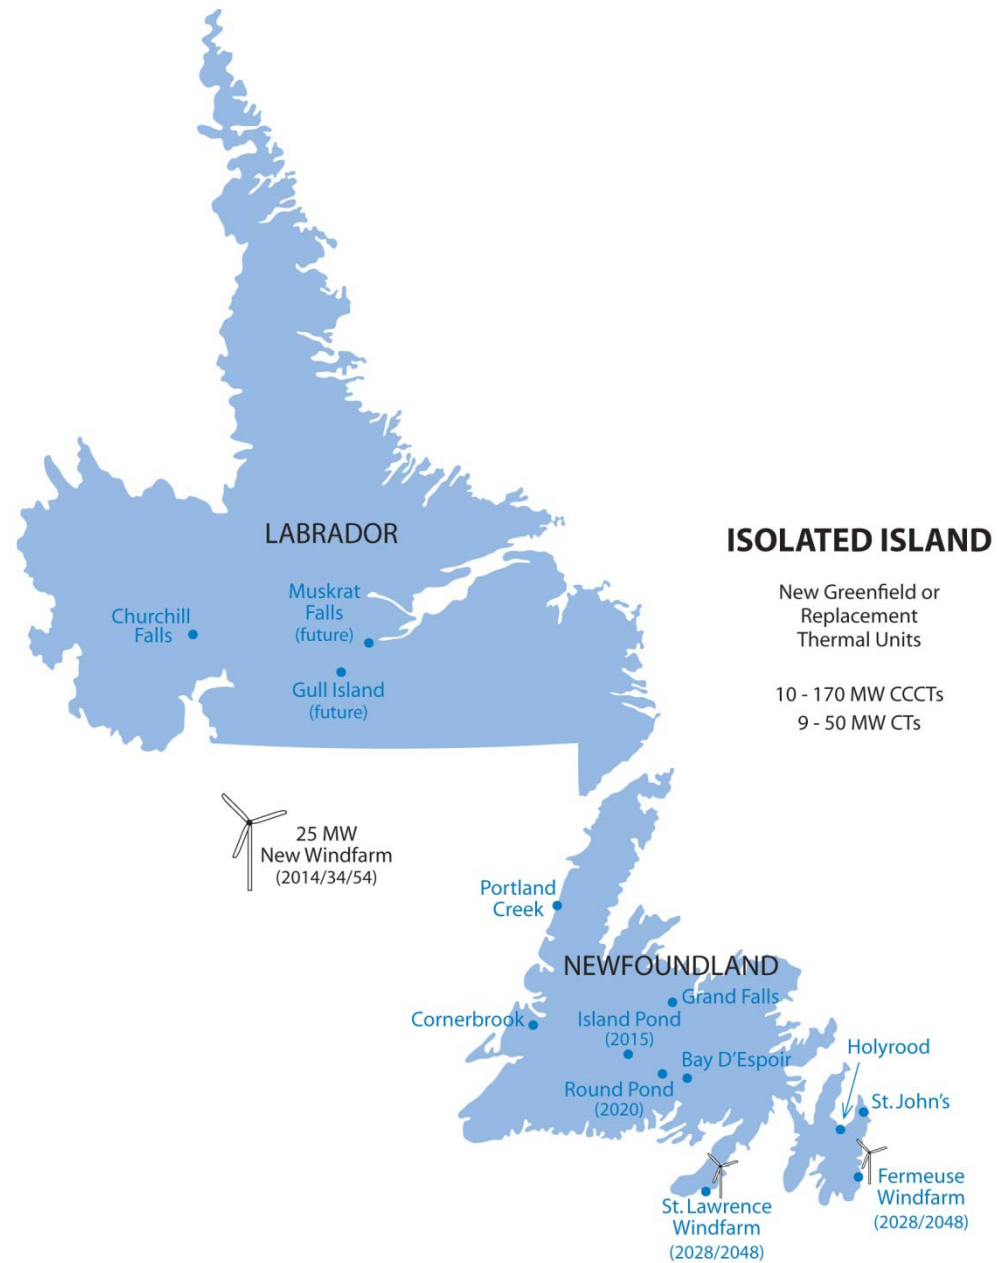 LABRADOR
ISOLATED ISLAND
New Greenfield or
Replacement
Thermal Units
10 - 170 MW CCCTs
9 - 50 MW CTs
Churchill
Falls
Muskrat
Falls
(future)
Gull Island
(future)
25 MW
New Windfarm
(2014/34/54)
Portland
Creek
NEWFOUNDLAND
Grand Falls
Cornerbrook
Island Pond
(2015)
Bay D'Espoir
Round Pond
(2020)
Holyrood
St. John's
Fermeuse
Windfarm
(2028/2048)
St. Lawrence
Windfarm
(2028/2048)